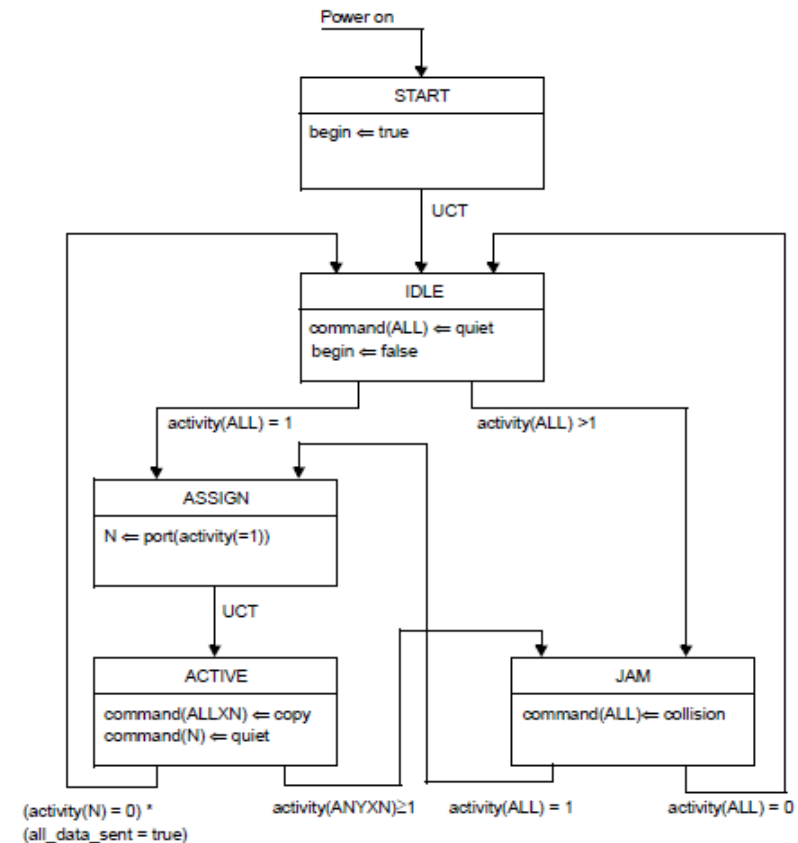 Power on
START
begin ⇐ true
UCT
IDLE
command(ALL) ⇐ quiet
begin ⇐ false
activity(ALL) = 1
activity(ALL) >1
ASSIGN
N ⇐ port(activity(=1))
UCT
ACTIVE
command(ALLXN) ⇐ copy
command(N) ⇐ quiet
JAM
command(ALL)⇐ collision
(activity(N) = 0) *
(all_data_sent = true)
activity(ANYXN)≥1
activity(ALL) = 1
activity(ALL) = 0